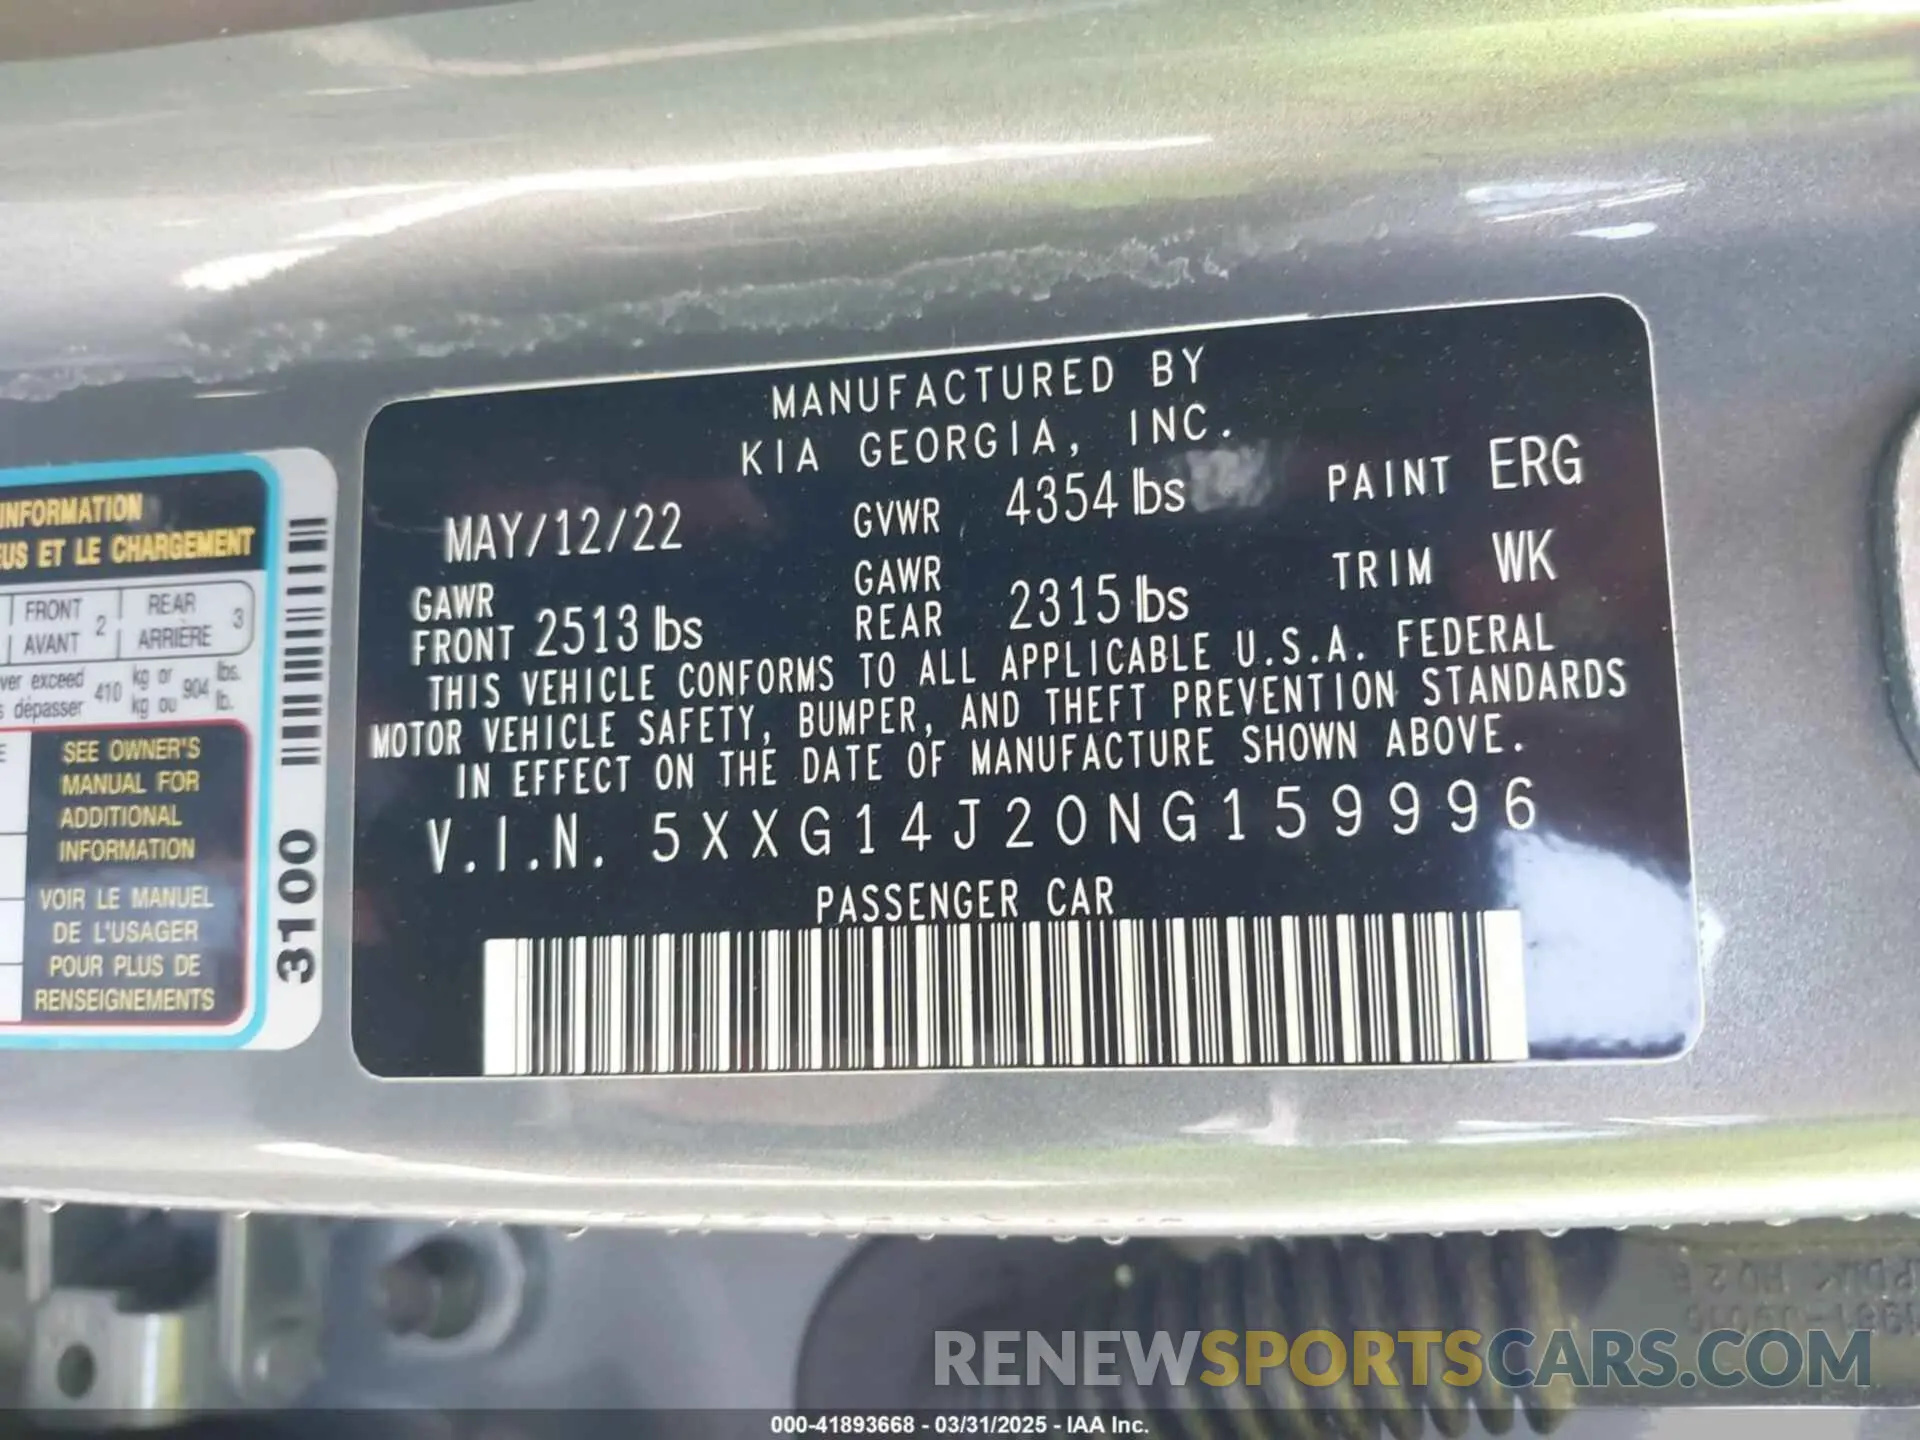 MANUFACTURED BY
KIA GEORGIA, INC.
MAY/12/22 GVWR 4354 lbs PAINT ERG
GAWR FRONT 2513 lbs GAWR REAR 2315 lbs TRIM WK
THIS VEHICLE CONFORMS TO ALL APPLICABLE U.S.A. FEDERAL
MOTOR VEHICLE SAFETY, BUMPER, AND THEFT PREVENTION STANDARDS
IN EFFECT ON THE DATE OF MANUFACTURE SHOWN ABOVE.
V.I.N. 5XXG14J20NG159996
PASSENGER CAR
INFORMATION
ET LE CHARGEMENT
FRONT 2 REAR 3
AVANT ARRIÈRE
exceed 410 kg or 904 lbs.
dépasser kg ou lb.
SEE OWNER'S
MANUAL FOR
ADDITIONAL
INFORMATION
VOIR LE MANUEL
DE L'USAGER
POUR PLUS DE
RENSEIGNEMENTS
3100
RENEWSPORTSCARS.COM
000-41893668 - 03/31/2025 - IAA Inc.